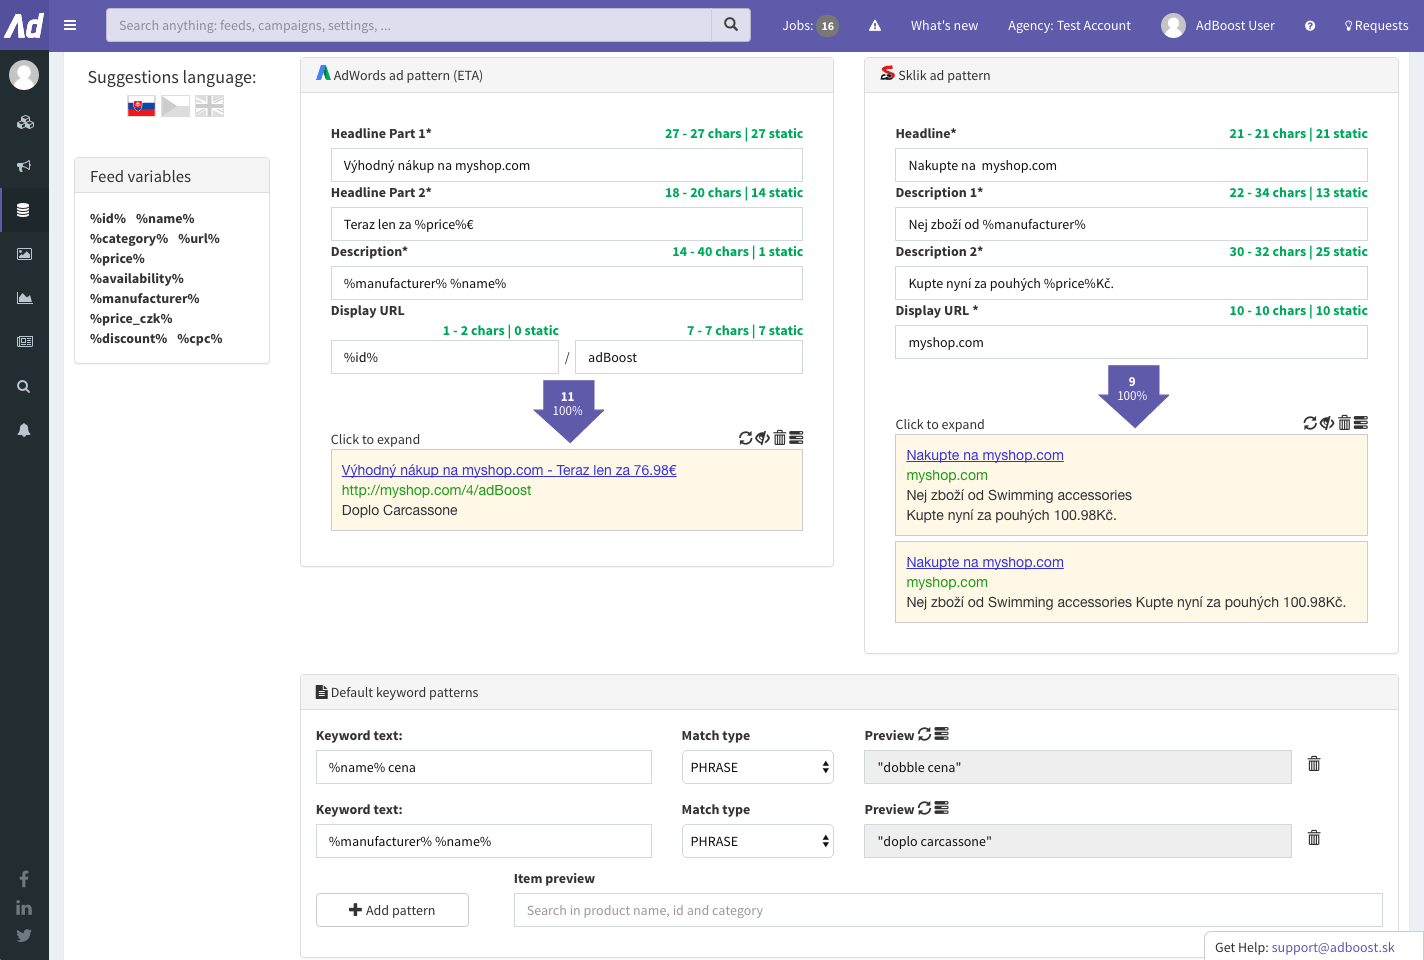 Ad
Search anything: feeds, campaigns, settings, ...
Jobs: 16
What's new
Agency: Test Account
AdBoost User
Requests
Suggestions language:
Feed variables
%id% %name%
%category% %url%
%price%
%availability%
%manufacturer%
%price_czk%
%discount% %cpc%
AdWords ad pattern (ETA)
Headline Part 1* 27 - 27 chars | 27 static
Výhodný nákup na myshop.com
Headline Part 2* 18 - 20 chars | 14 static
Teraz len za %price%€
Description* 14 - 40 chars | 1 static
%manufacturer% %name%
Display URL
1 - 2 chars | 0 static 7 - 7 chars | 7 static
%id% / adBoost
11
100%
Click to expand
Výhodný nákup na myshop.com - Teraz len za 76.98€
http://myshop.com/4/adBoost
Doplo Carcassone
Sklik ad pattern
Headline* 21 - 21 chars | 21 static
Nakupte na  myshop.com
Description 1* 22 - 34 chars | 13 static
Nej zboží od %manufacturer%
Description 2* 30 - 32 chars | 25 static
Kupte nyní za pouhých %price%Kč.
Display URL * 10 - 10 chars | 10 static
myshop.com
9
100%
Click to expand
Nakupte na myshop.com
myshop.com
Nej zboží od Swimming accessories
Kupte nyní za pouhých 100.98Kč.
Nakupte na myshop.com
myshop.com
Nej zboží od Swimming accessories Kupte nyní za pouhých 100.98Kč.
Default keyword patterns
Keyword text: Match type Preview
%name% cena PHRASE "dobble cena"
Keyword text: Match type Preview
%manufacturer% %name% PHRASE "doplo carcassone"
Item preview
Add pattern Search in product name, id and category
Get Help: support@adboost.sk